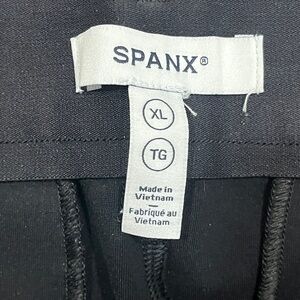 SPANX®
XL
TG
Made in
Vietnam
Fabriqué au
Vietnam